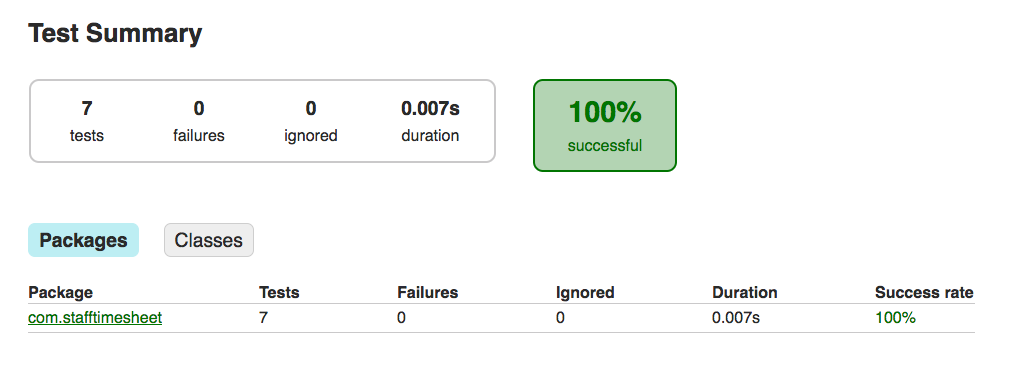 Test Summary
7 0 0 0.007s
tests failures ignored duration
100%
successful
Packages Classes
Package Tests Failures Ignored Duration Success rate
com.stafftimesheet 7 0 0 0.007s 100%